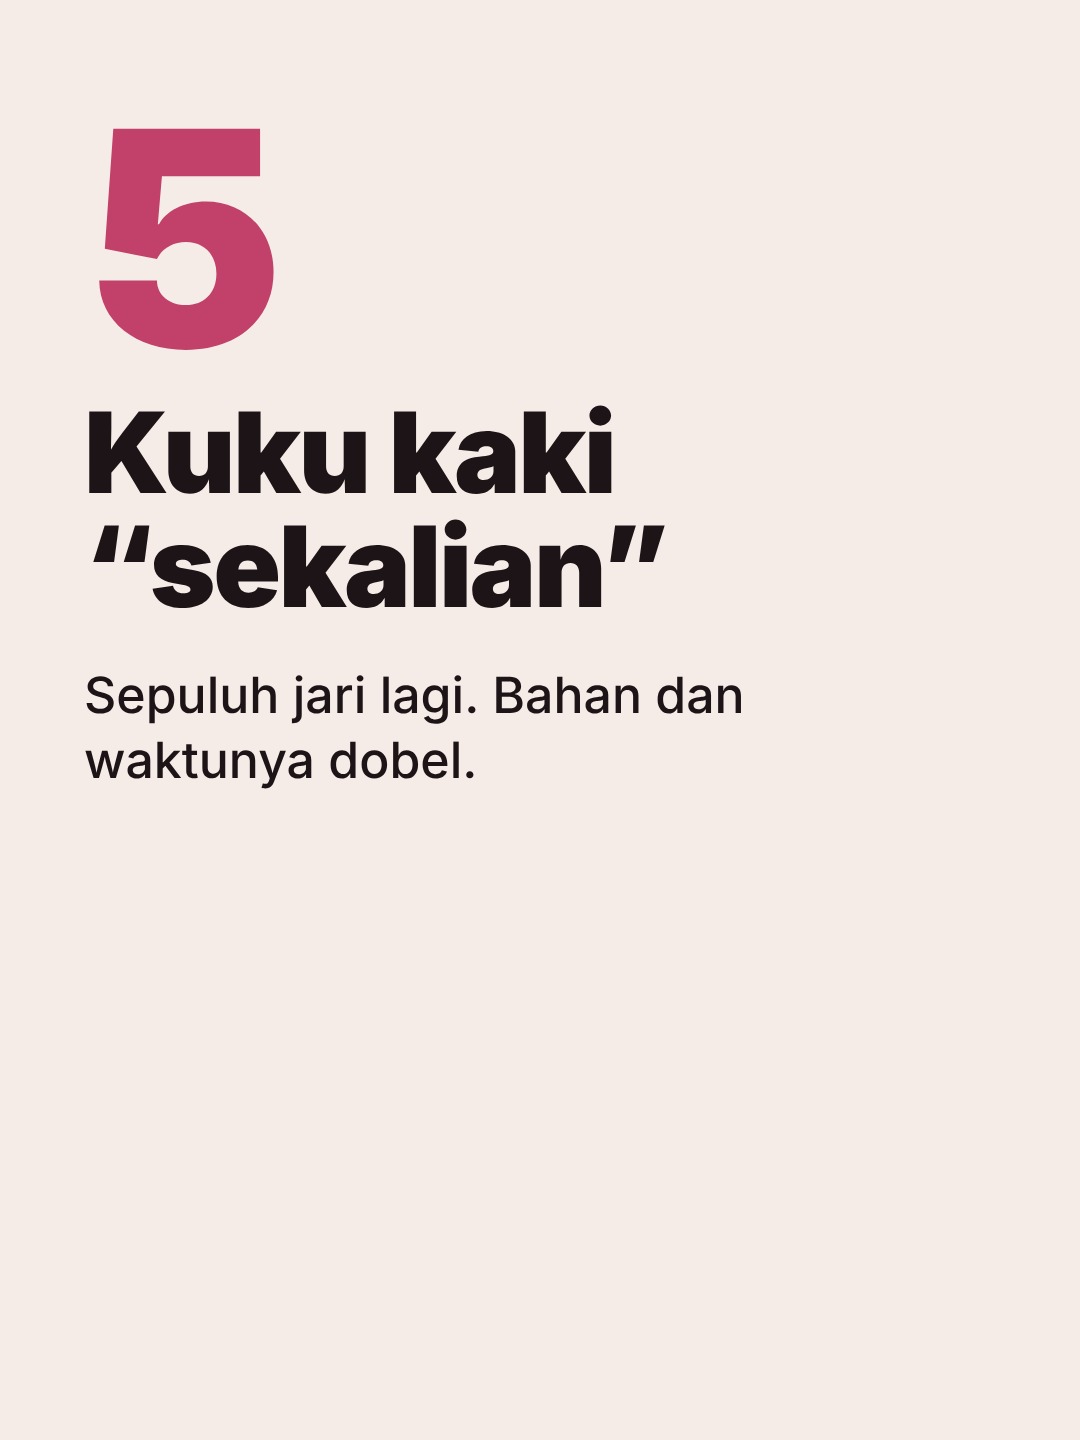 5
Kuku kaki
“sekalian”
Sepuluh jari lagi. Bahan dan
waktunya dobel.